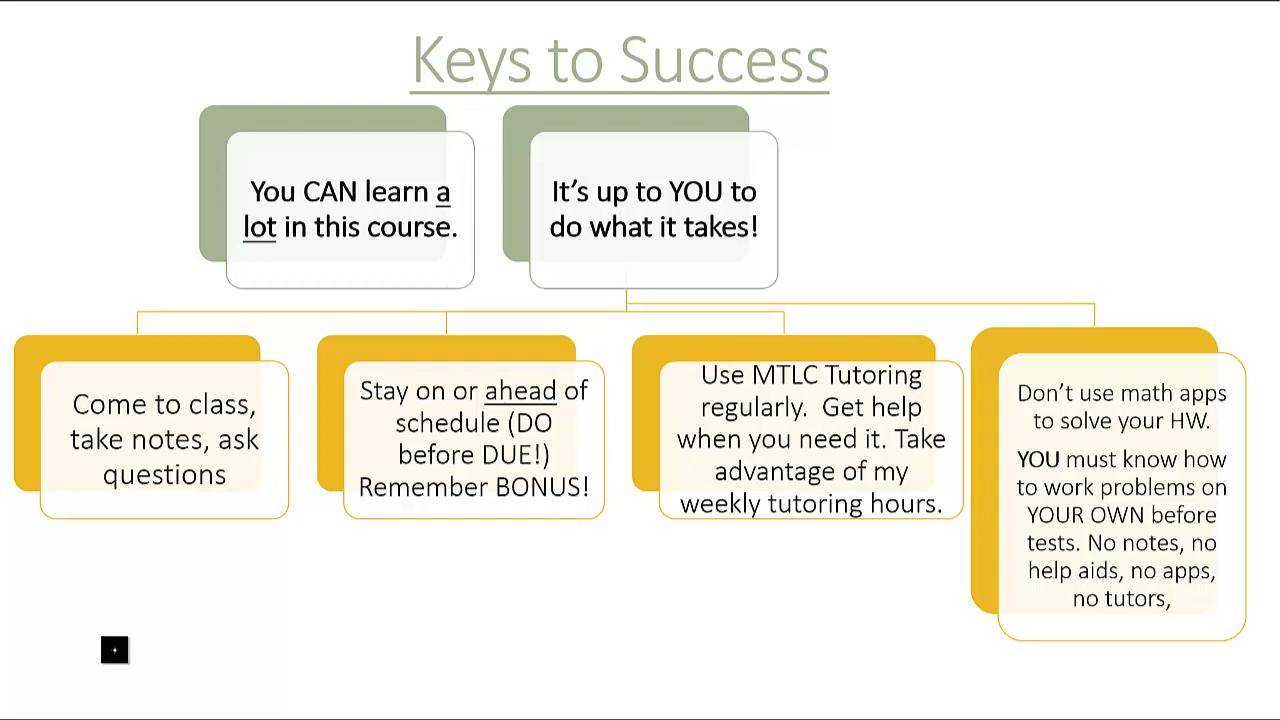 Keys to Success
You CAN learn a
lot in this course.
It’s up to YOU to
do what it takes!
Come to class,
take notes, ask
questions
Stay on or ahead of
schedule (DO
before DUE!)
Remember BONUS!
Use MTLC Tutoring
regularly.  Get help
when you need it. Take
advantage of my
weekly tutoring hours.
Don’t use math apps
to solve your HW.
YOU must know how
to work problems on
YOUR OWN before
tests. No notes, no
help aids, no apps,
no tutors,